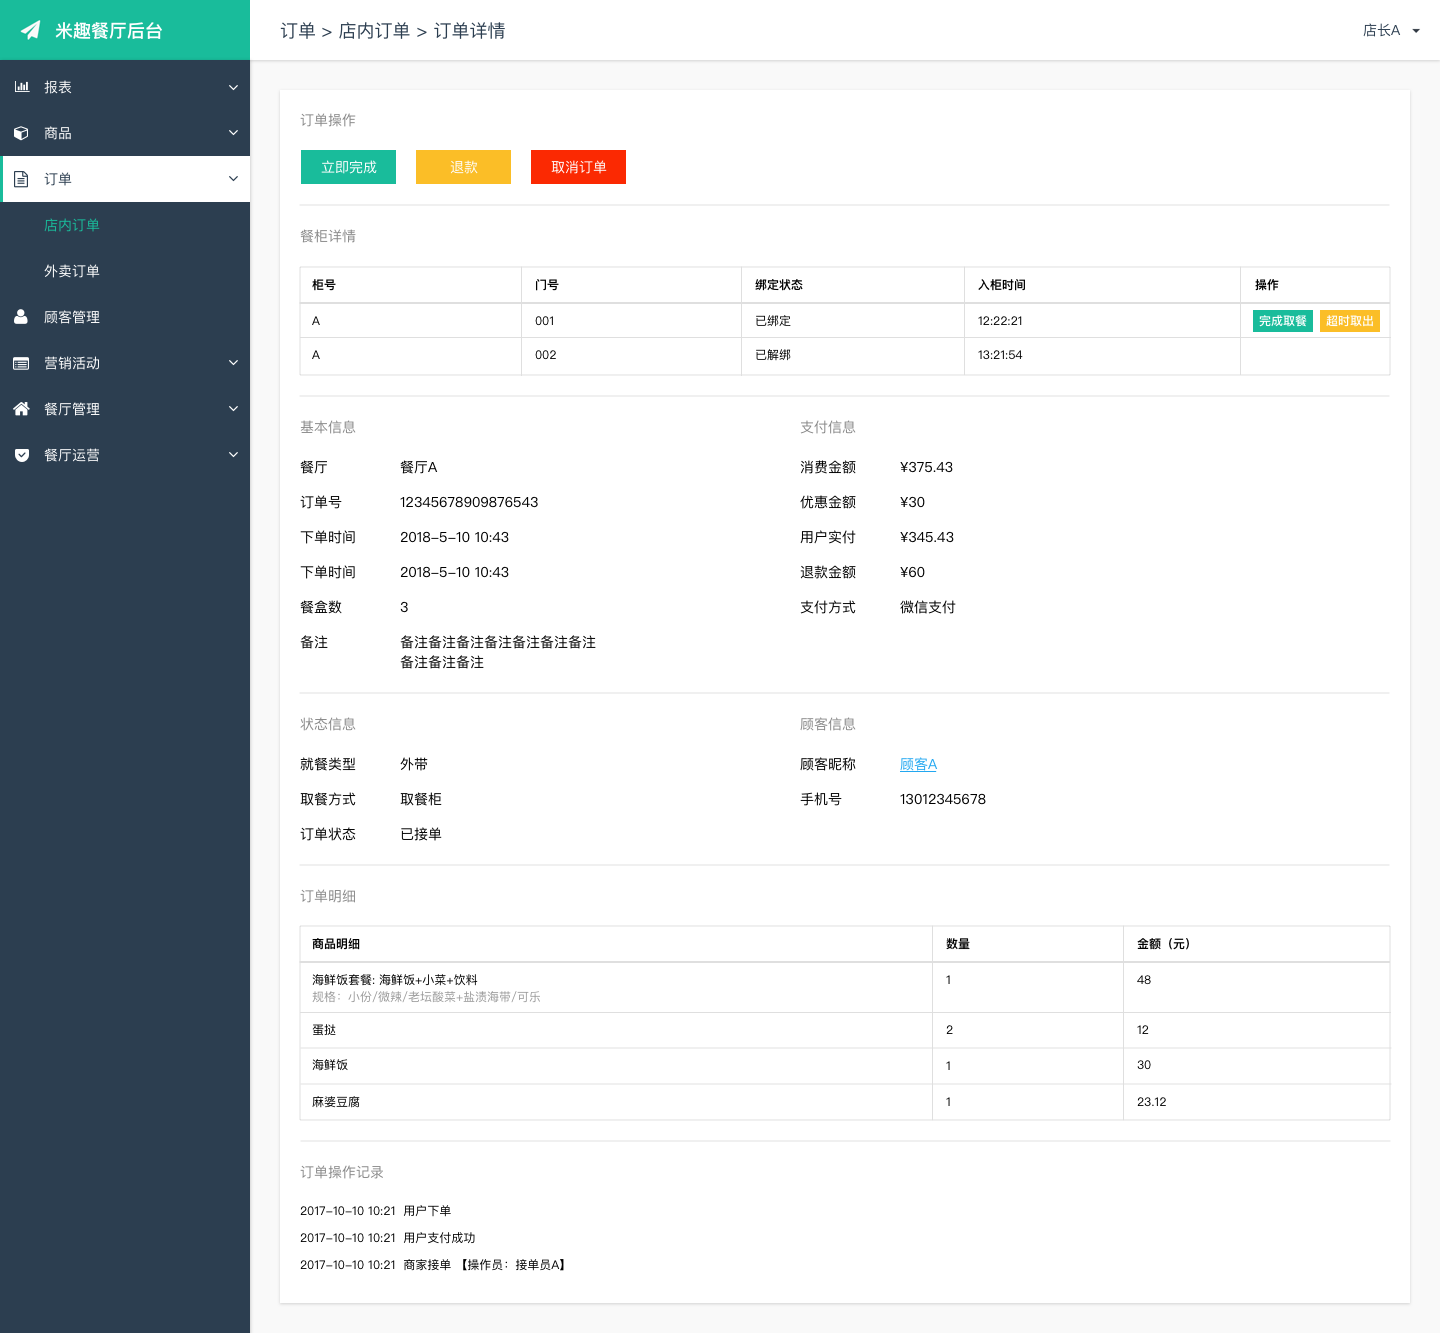 米趣餐厅后台
订单 > 店内订单 > 订单详情
店长A
报表
商品
订单
店内订单
外卖订单
顾客管理
营销活动
餐厅管理
餐厅运营
订单操作
立即完成 退款 取消订单
餐柜详情
柜号 门号 绑定状态 入柜时间 操作
A 001 已绑定 12:22:21 完成取餐 超时取出
A 002 已解绑 13:21:54
基本信息
餐厅 餐厅A
订单号 12345678909876543
下单时间 2018-5-10 10:43
下单时间 2018-5-10 10:43
餐盒数 3
备注 备注备注备注备注备注备注备注
备注备注备注
支付信息
消费金额 ¥375.43
优惠金额 ¥30
用户实付 ¥345.43
退款金额 ¥60
支付方式 微信支付
状态信息
就餐类型 外带
取餐方式 取餐柜
订单状态 已接单
顾客信息
顾客昵称 顾客A
手机号 13012345678
订单明细
商品明细 数量 金额（元）
海鲜饭套餐: 海鲜饭+小菜+饮料 1 48
规格：小份/微辣/老坛酸菜+盐渍海带/可乐
蛋挞 2 12
海鲜饭 1 30
麻婆豆腐 1 23.12
订单操作记录
2017-10-10 10:21 用户下单
2017-10-10 10:21 用户支付成功
2017-10-10 10:21 商家接单 【操作员：接单员A】